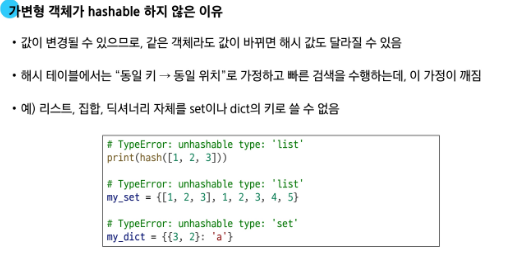 가변형 객체가 hashable 하지 않은 이유
• 값이 변경될 수 있으므로, 같은 객체라도 값이 바뀌면 해시 값도 달라질 수 있음
• 해시 테이블에서는 “동일 키 → 동일 위치”로 가정하고 빠른 검색을 수행하는데, 이 가정이 깨짐
• 예) 리스트, 집합, 딕셔너리 자체를 set이나 dict의 키로 쓸 수 없음
# TypeError: unhashable type: 'list'
print(hash([1, 2, 3]))
# TypeError: unhashable type: 'list'
my_set = {[1, 2, 3], 1, 2, 3, 4, 5}
# TypeError: unhashable type: 'set'
my_dict = {{3, 2}: 'a'}